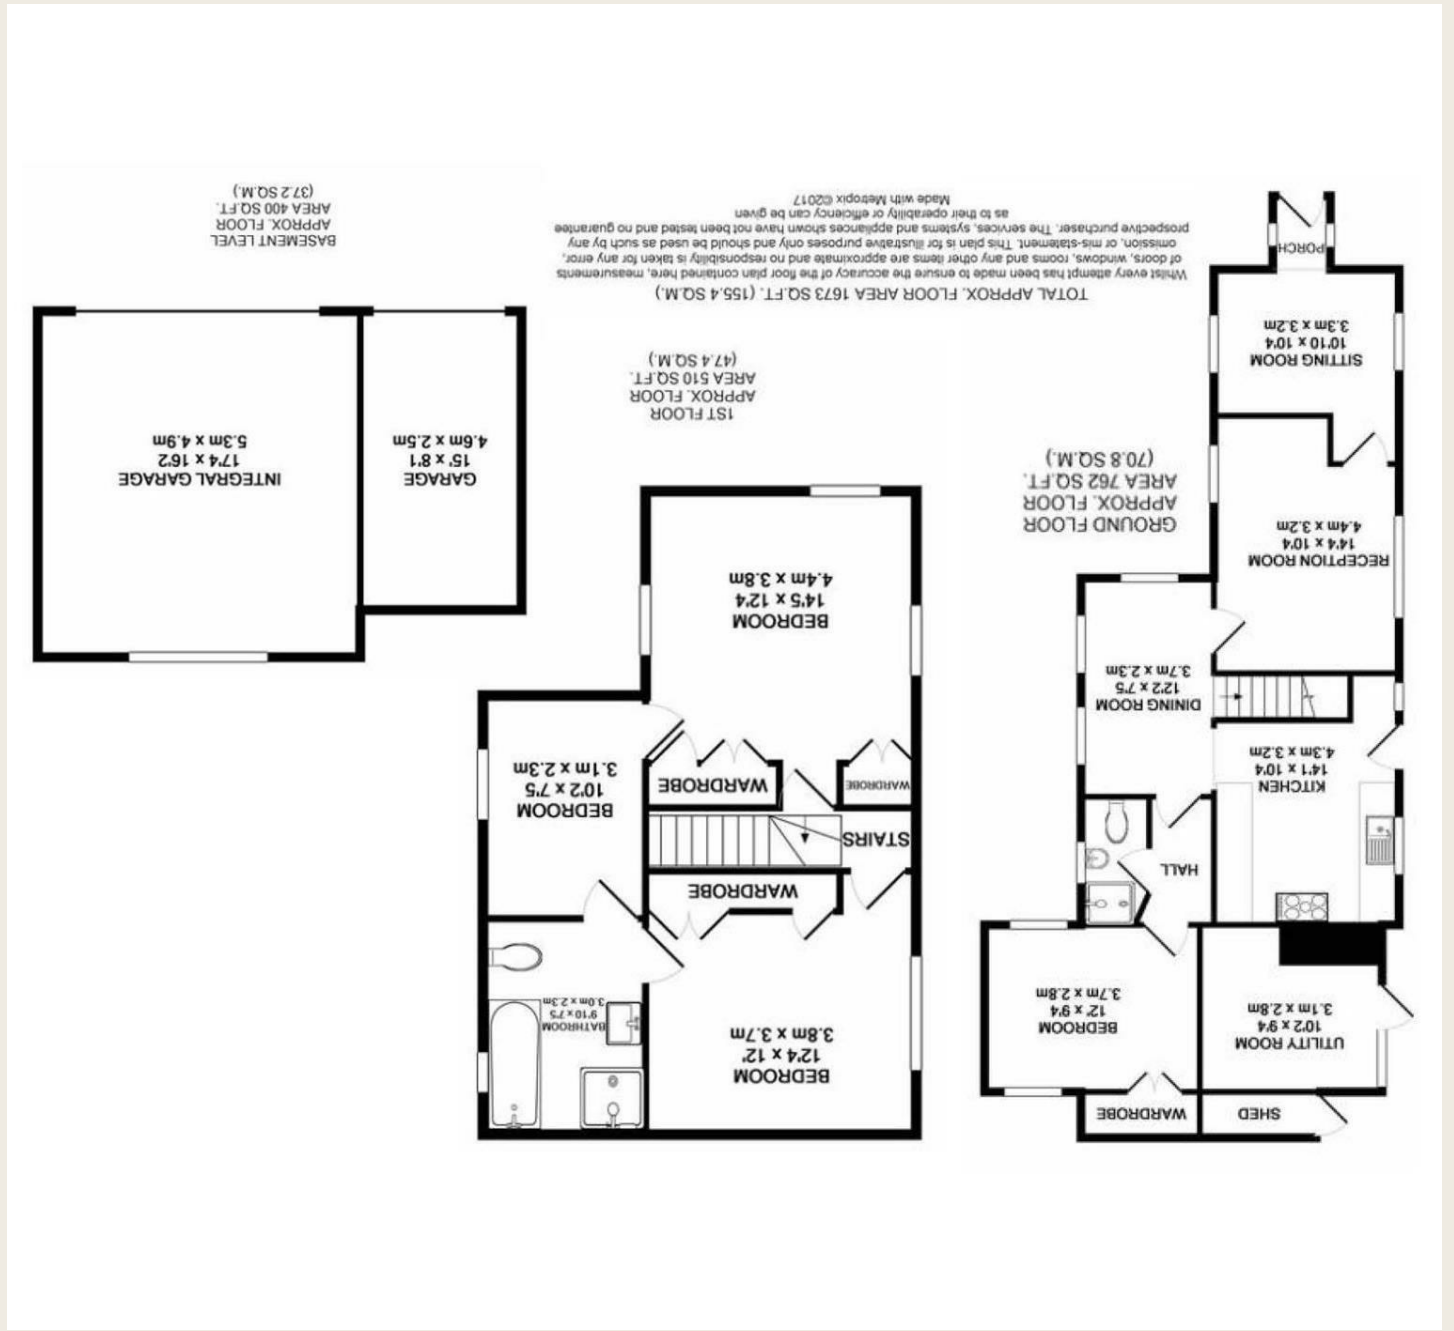 SHED
WARDROBE
UTILITY ROOM
10'2 x 9'4
3.1m x 2.8m
BEDROOM
12' x 9'4
3.7m x 2.8m
HALL
KITCHEN
14'1 x 10'4
4.3m x 3.2m
DINING ROOM
12'2 x 7'5
3.7m x 2.3m
RECEPTION ROOM
14'4 x 10'4
4.4m x 3.2m
SITTING ROOM
10'10 x 10'4
3.3m x 3.2m
PORCH
GROUND FLOOR
APPROX. FLOOR
AREA 762 SQ.FT.
(70.8 SQ.M.)
BEDROOM
12'4 x 12'
3.8m x 3.7m
BATHROOM
9'10 x 7'5
3.0m x 2.3m
WARDROBE
STAIRS
WARDROBE
WARDROBE
BEDROOM
10'2 x 7'5
3.1m x 2.3m
BEDROOM
14'5 x 12'4
4.4m x 3.8m
1ST FLOOR
APPROX. FLOOR
AREA 510 SQ.FT.
(47.4 SQ.M.)
GARAGE
15' x 8'1
4.6m x 2.5m
INTEGRAL GARAGE
17'4 x 16'2
5.3m x 4.9m
BASEMENT LEVEL
APPROX. FLOOR
AREA 400 SQ.FT.
(37.2 SQ.M.)
TOTAL APPROX. FLOOR AREA 1673 SQ.FT. (155.4 SQ.M.)
Whilst every attempt has been made to ensure the accuracy of the floor plan contained here, measurements
of doors, windows, rooms and any other items are approximate and no responsibility is taken for any error,
omission, or mis-statement. This plan is for illustrative purposes only and should be used as such by any
prospective purchaser. The services, systems and appliances shown have not been tested and no guarantee
as to their operability or efficiency can be given
Made with Metropix ©2017